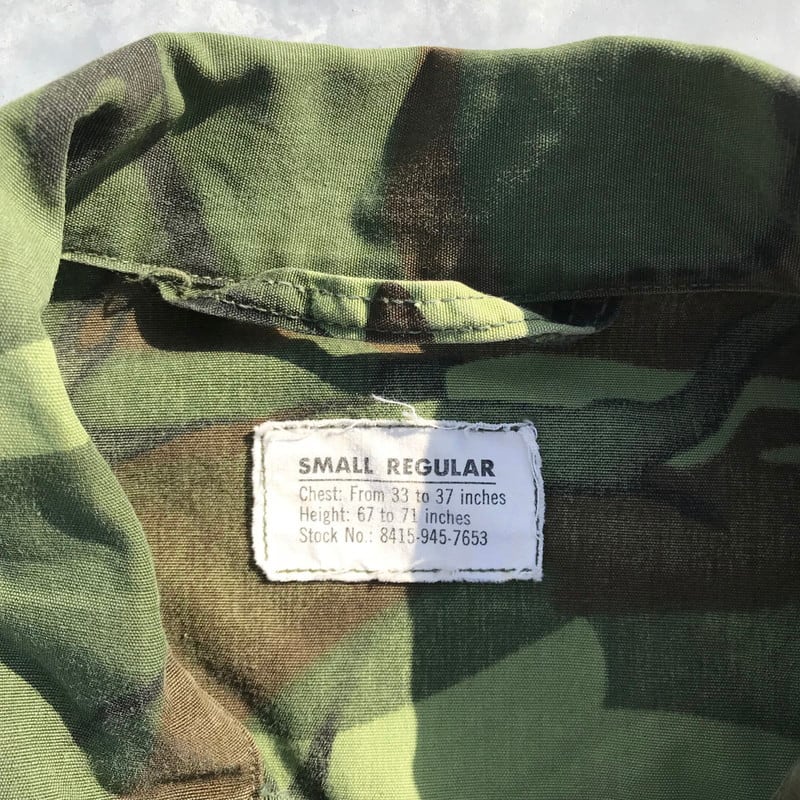 SMALL REGULAR
Chest: From 33 to 37 inches
Height: 67 to 71 inches
Stock No.: 8415-945-7653